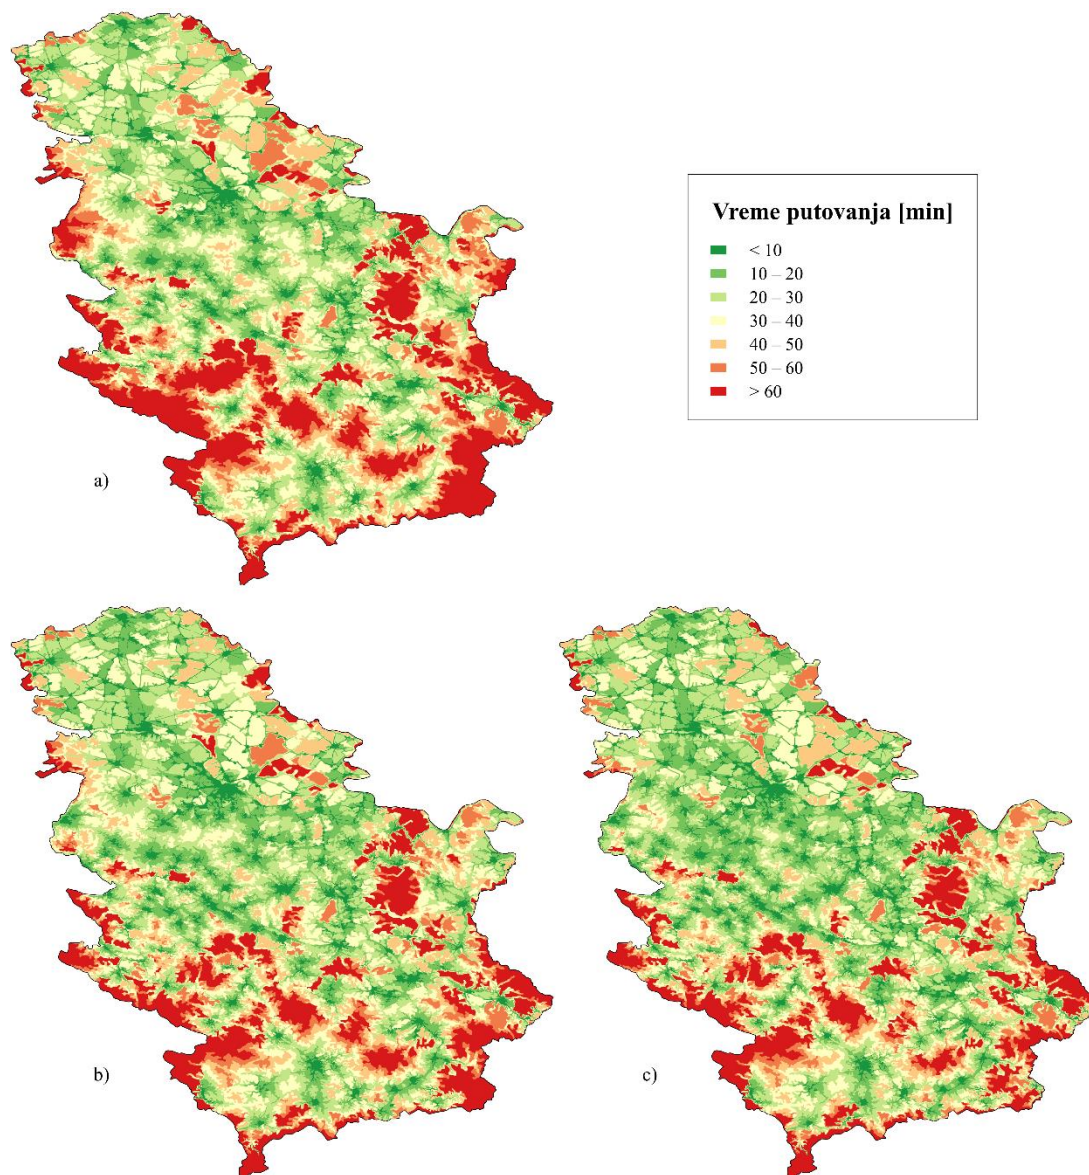 Vreme putovanja [min]
< 10
10 – 20
20 – 30
30 – 40
40 – 50
50 – 60
> 60
a)
b)
c)